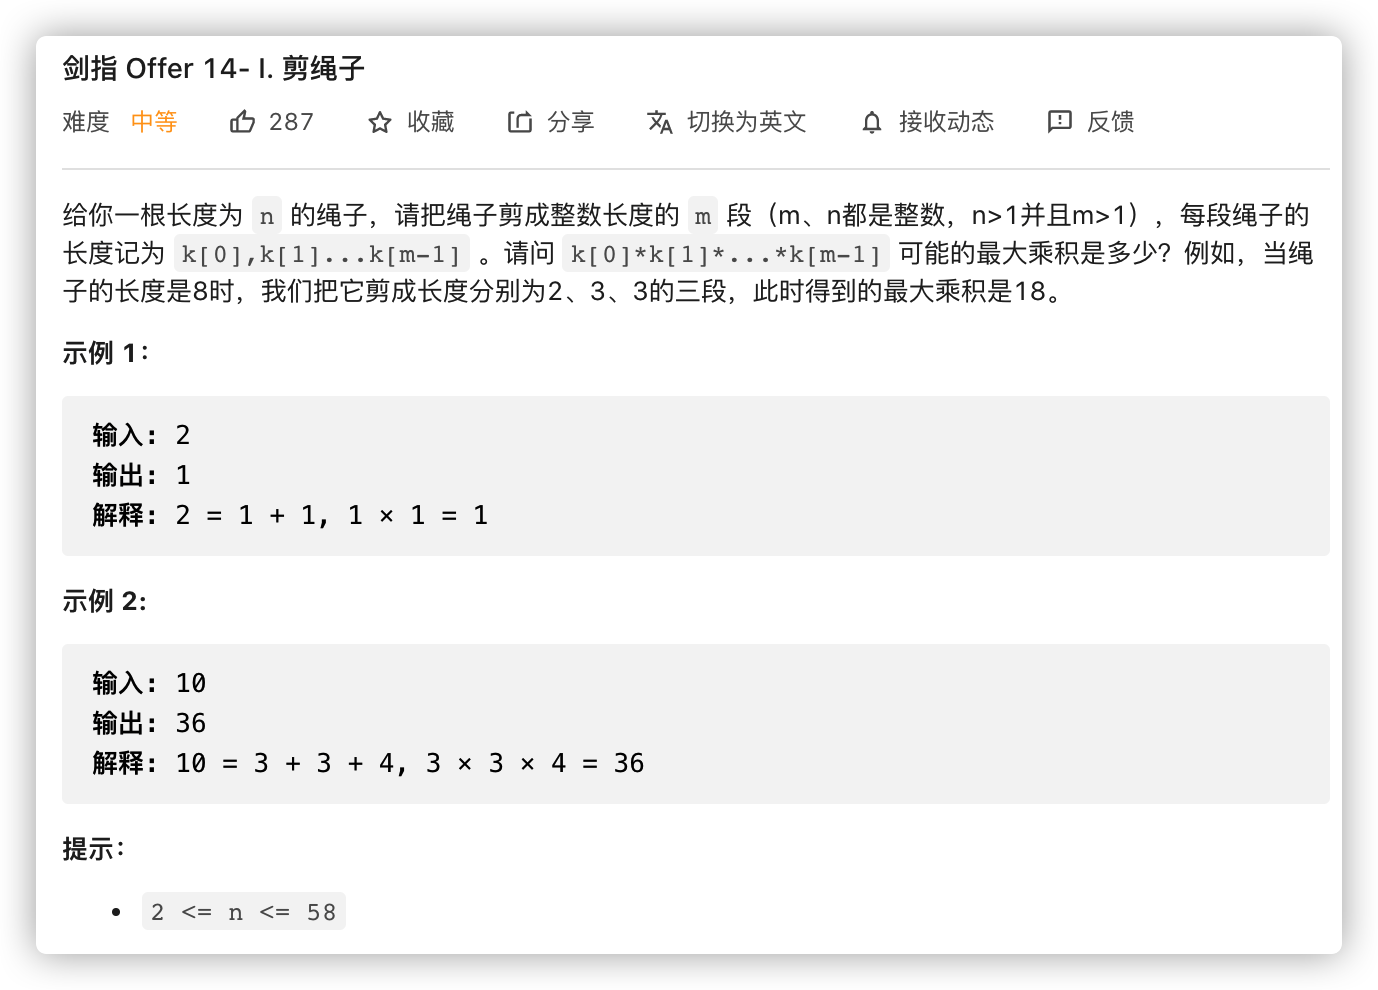 剑指 Offer 14- I. 剪绳子
难度 中等 287 收藏 分享 切换为英文 接收动态 反馈
给你一根长度为 n 的绳子，请把绳子剪成整数长度的 m 段（m、n都是整数，n>1并且m>1），每段绳子的
长度记为 k[0],k[1]...k[m-1] 。请问 k[0]*k[1]*...*k[m-1] 可能的最大乘积是多少？例如，当绳
子的长度是8时，我们把它剪成长度分别为2、3、3的三段，此时得到的最大乘积是18。
示例 1：
输入: 2
输出: 1
解释: 2 = 1 + 1, 1 × 1 = 1
示例 2:
输入: 10
输出: 36
解释: 10 = 3 + 3 + 4, 3 × 3 × 4 = 36
提示：
• 2 <= n <= 58